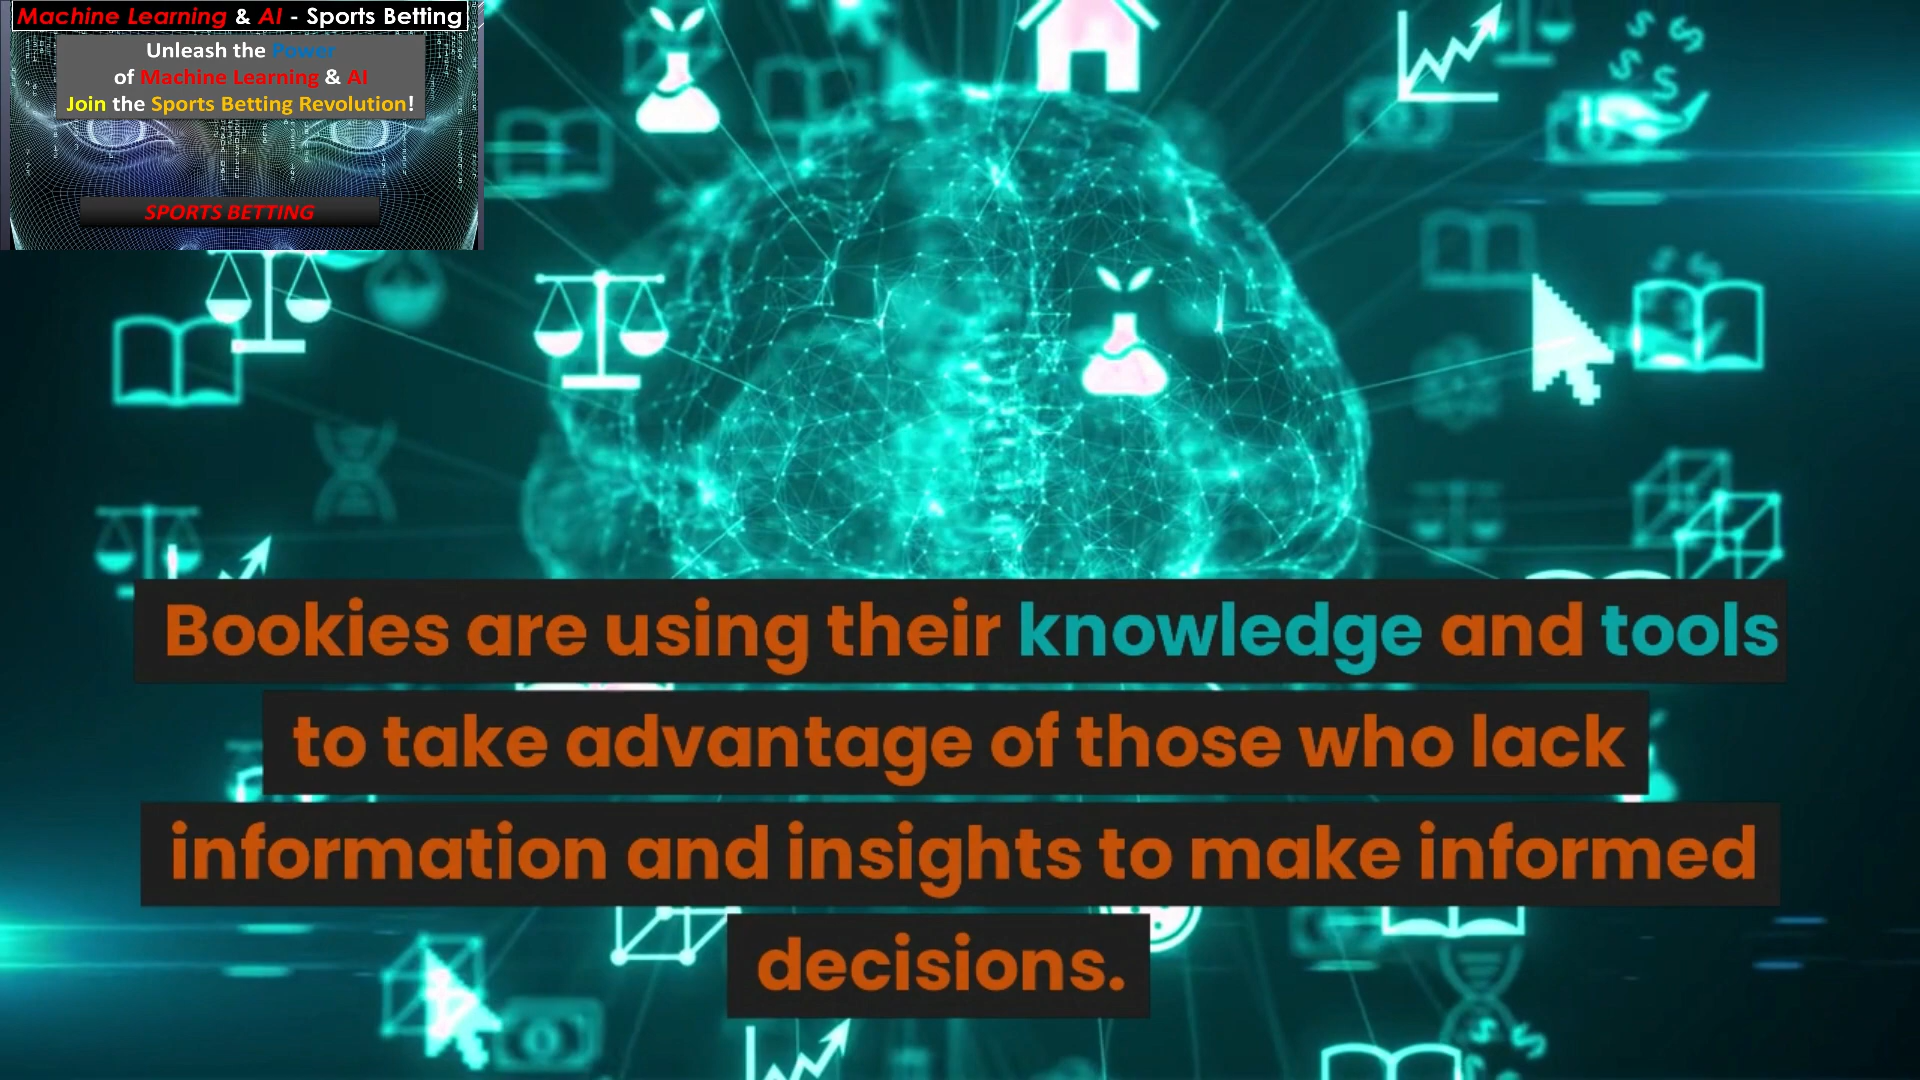 Machine Learning & AI - Sports Betting
Unleash the Power
of Machine Learning & AI
Join the Sports Betting Revolution!
SPORTS BETTING
Bookies are using their knowledge and tools
to take advantage of those who lack
information and insights to make informed
decisions.